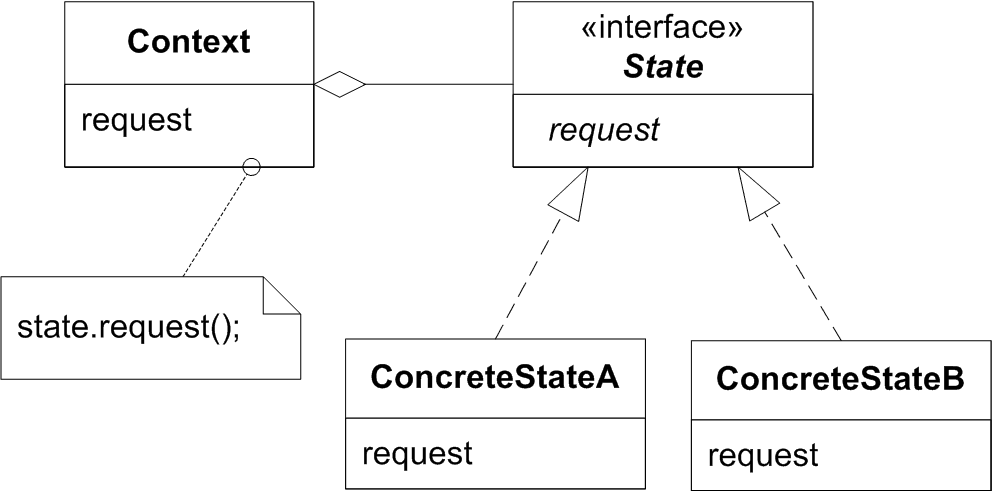 Context
request
«interface»
State
request
state.request();
ConcreteStateA
request
ConcreteStateB
request